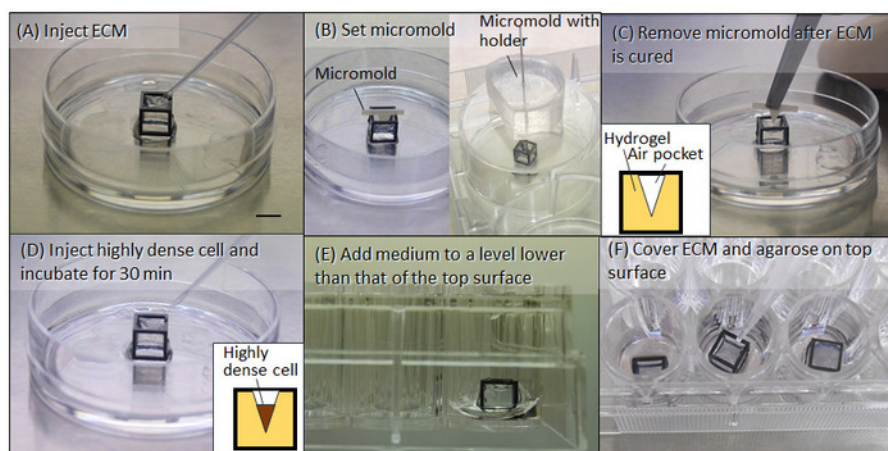 (A) Inject ECM
(B) Set micromold
Micromold
Micromold with
holder
(C) Remove micromold after ECM
is cured
Hydrogel
Air pocket
(D) Inject highly dense cell and
incubate for 30 min
Highly
dense cell
(E) Add medium to a level lower
than that of the top surface
(F) Cover ECM and agarose on top
surface